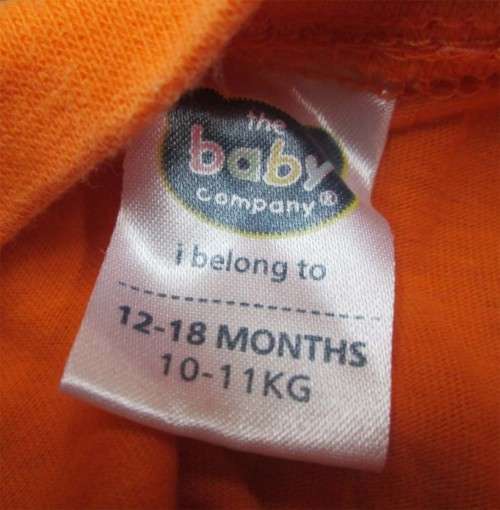 the
baby
company®
i belong to
12-18 MONTHS
10-11KG